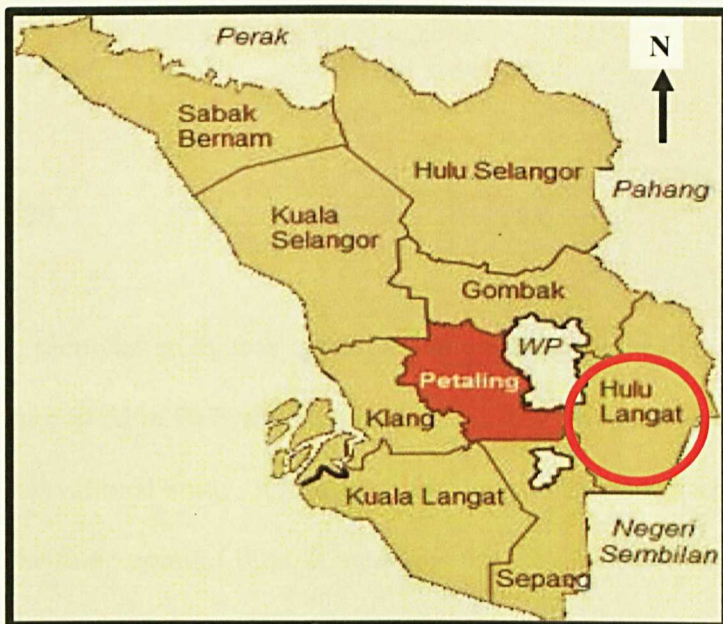 Perak
N
Sabak
Bernam
Hulu Selangor
Pahang
Kuala
Selangor
Gombak
WP
Petaling
Hulu
Langat
Klang
Kuala Langat
Negeri
Sembilan
Sepang